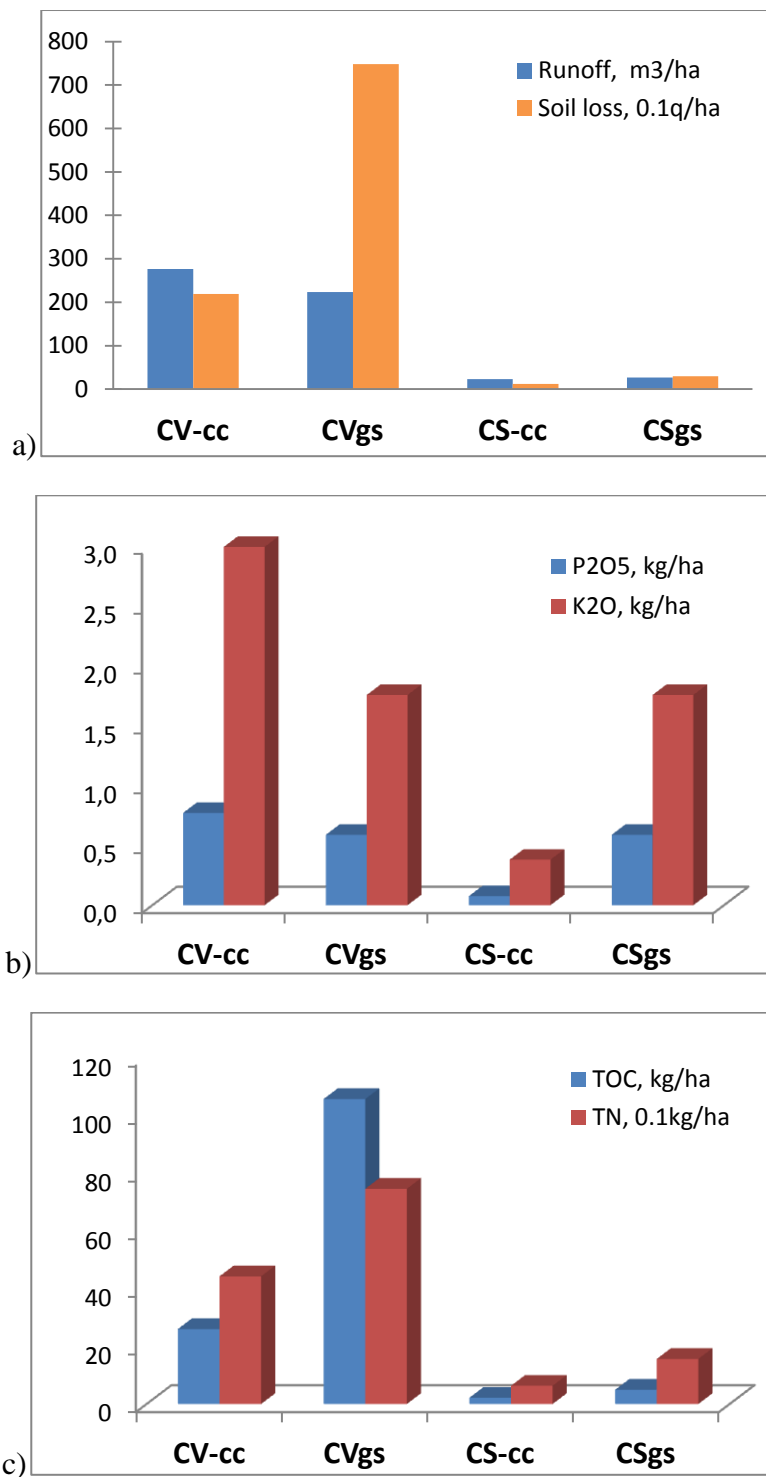 800
700
600
500
400
300
200
100
0
Runoff, m3/ha
Soil loss, 0.1q/ha
CV-cc CVgs CS-cc CSgs
a)
3,0
2,5
2,0
1,5
1,0
0,5
0,0
P2O5, kg/ha
K2O, kg/ha
CV-cc CVgs CS-cc CSgs
b)
120
100
80
60
40
20
0
TOC, kg/ha
TN, 0.1kg/ha
CV-cc CVgs CS-cc CSgs
c)